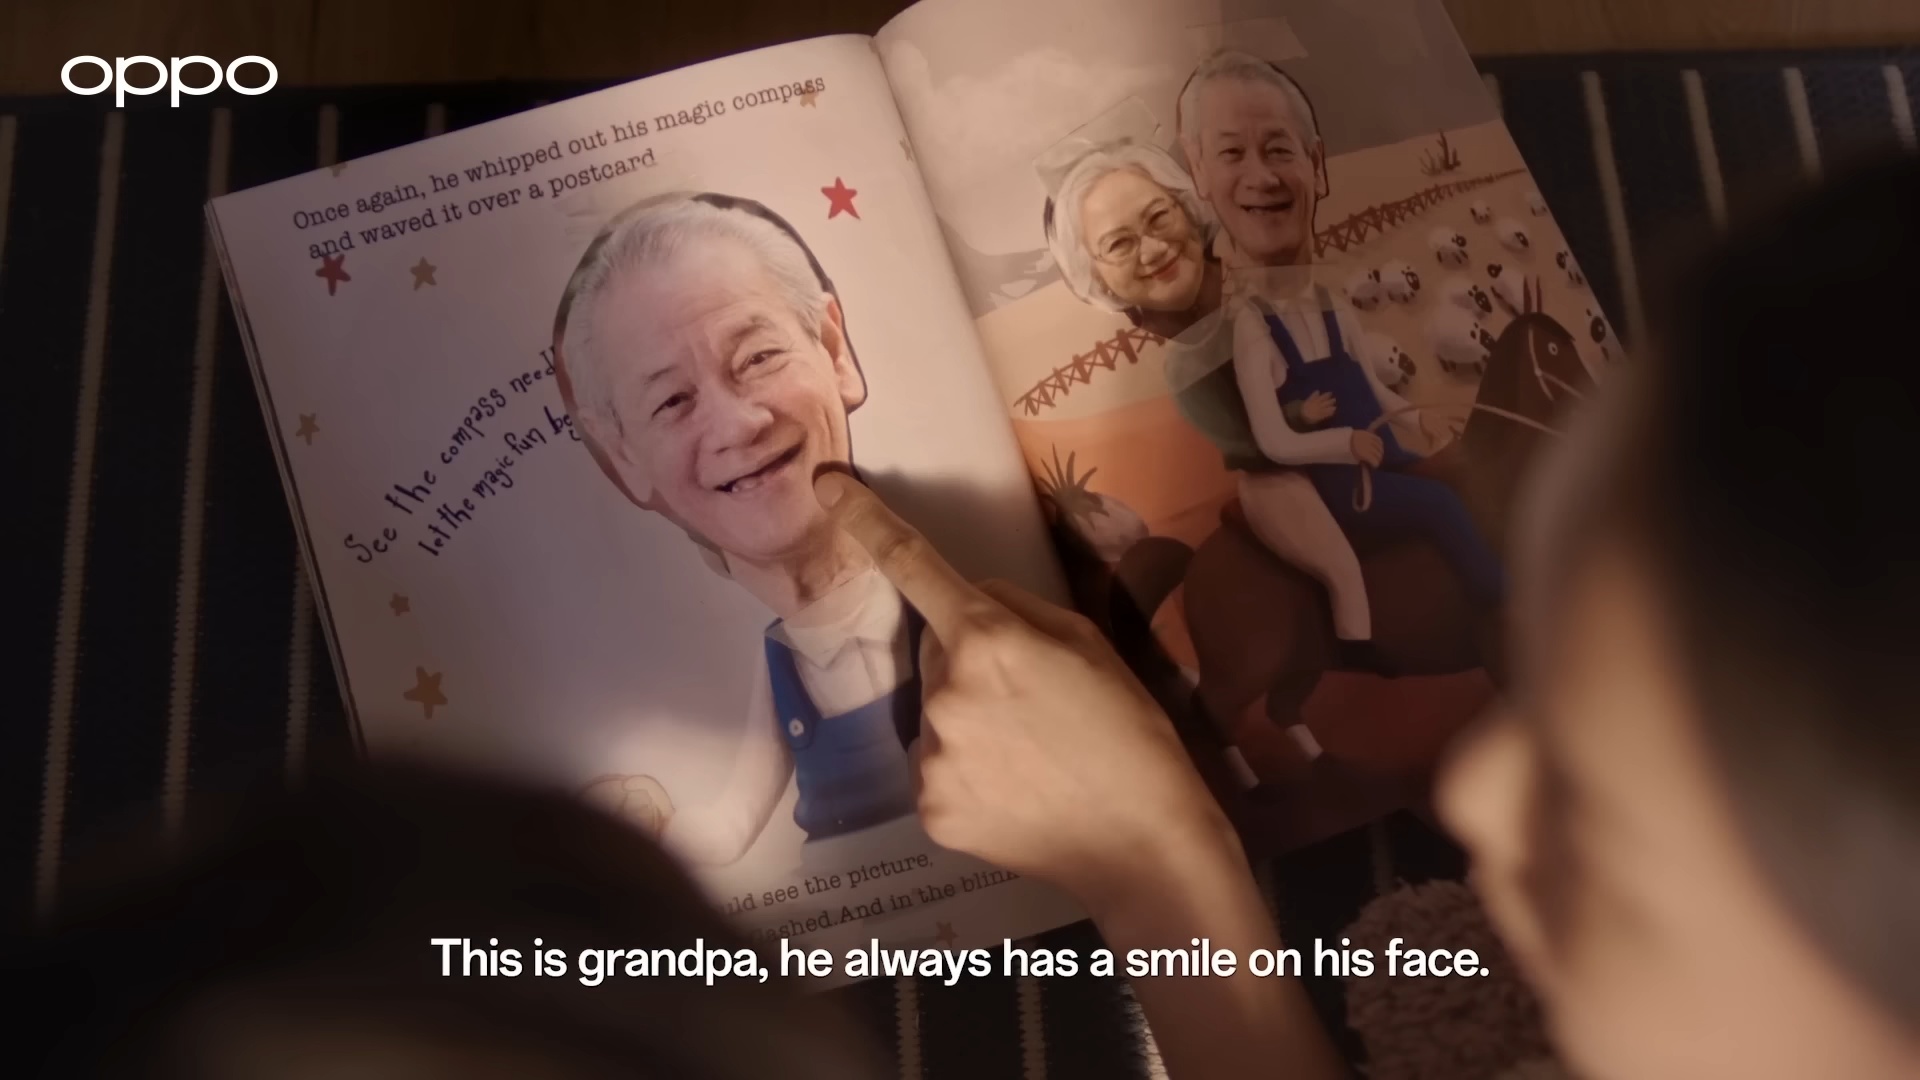 oppo
Once again, he whipped out his magic compass
and waved it over a postcard
See the compass need
let the magic fun be
uld see the picture,
ashed. And in the blink
This is grandpa, he always has a smile on his face.